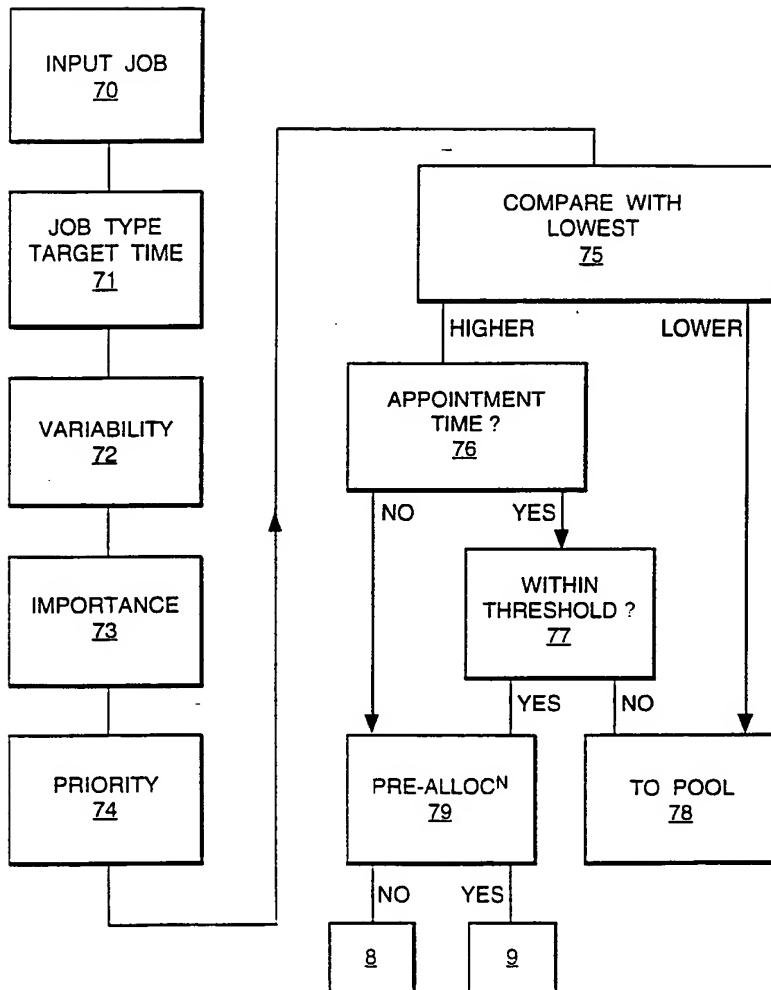 INPUT JOB
70
JOB TYPE
TARGET TIME
71
VARIABILITY
72
IMPORTANCE
73
PRIORITY
74
COMPARE WITH
LOWEST
75
HIGHER
LOWER
APPOINTMENT
TIME ?
76
NO
YES
WITHIN
THRESHOLD ?
77
YES
NO
PRE-ALLOCᴺ
79
TO POOL
78
NO
YES
8
9